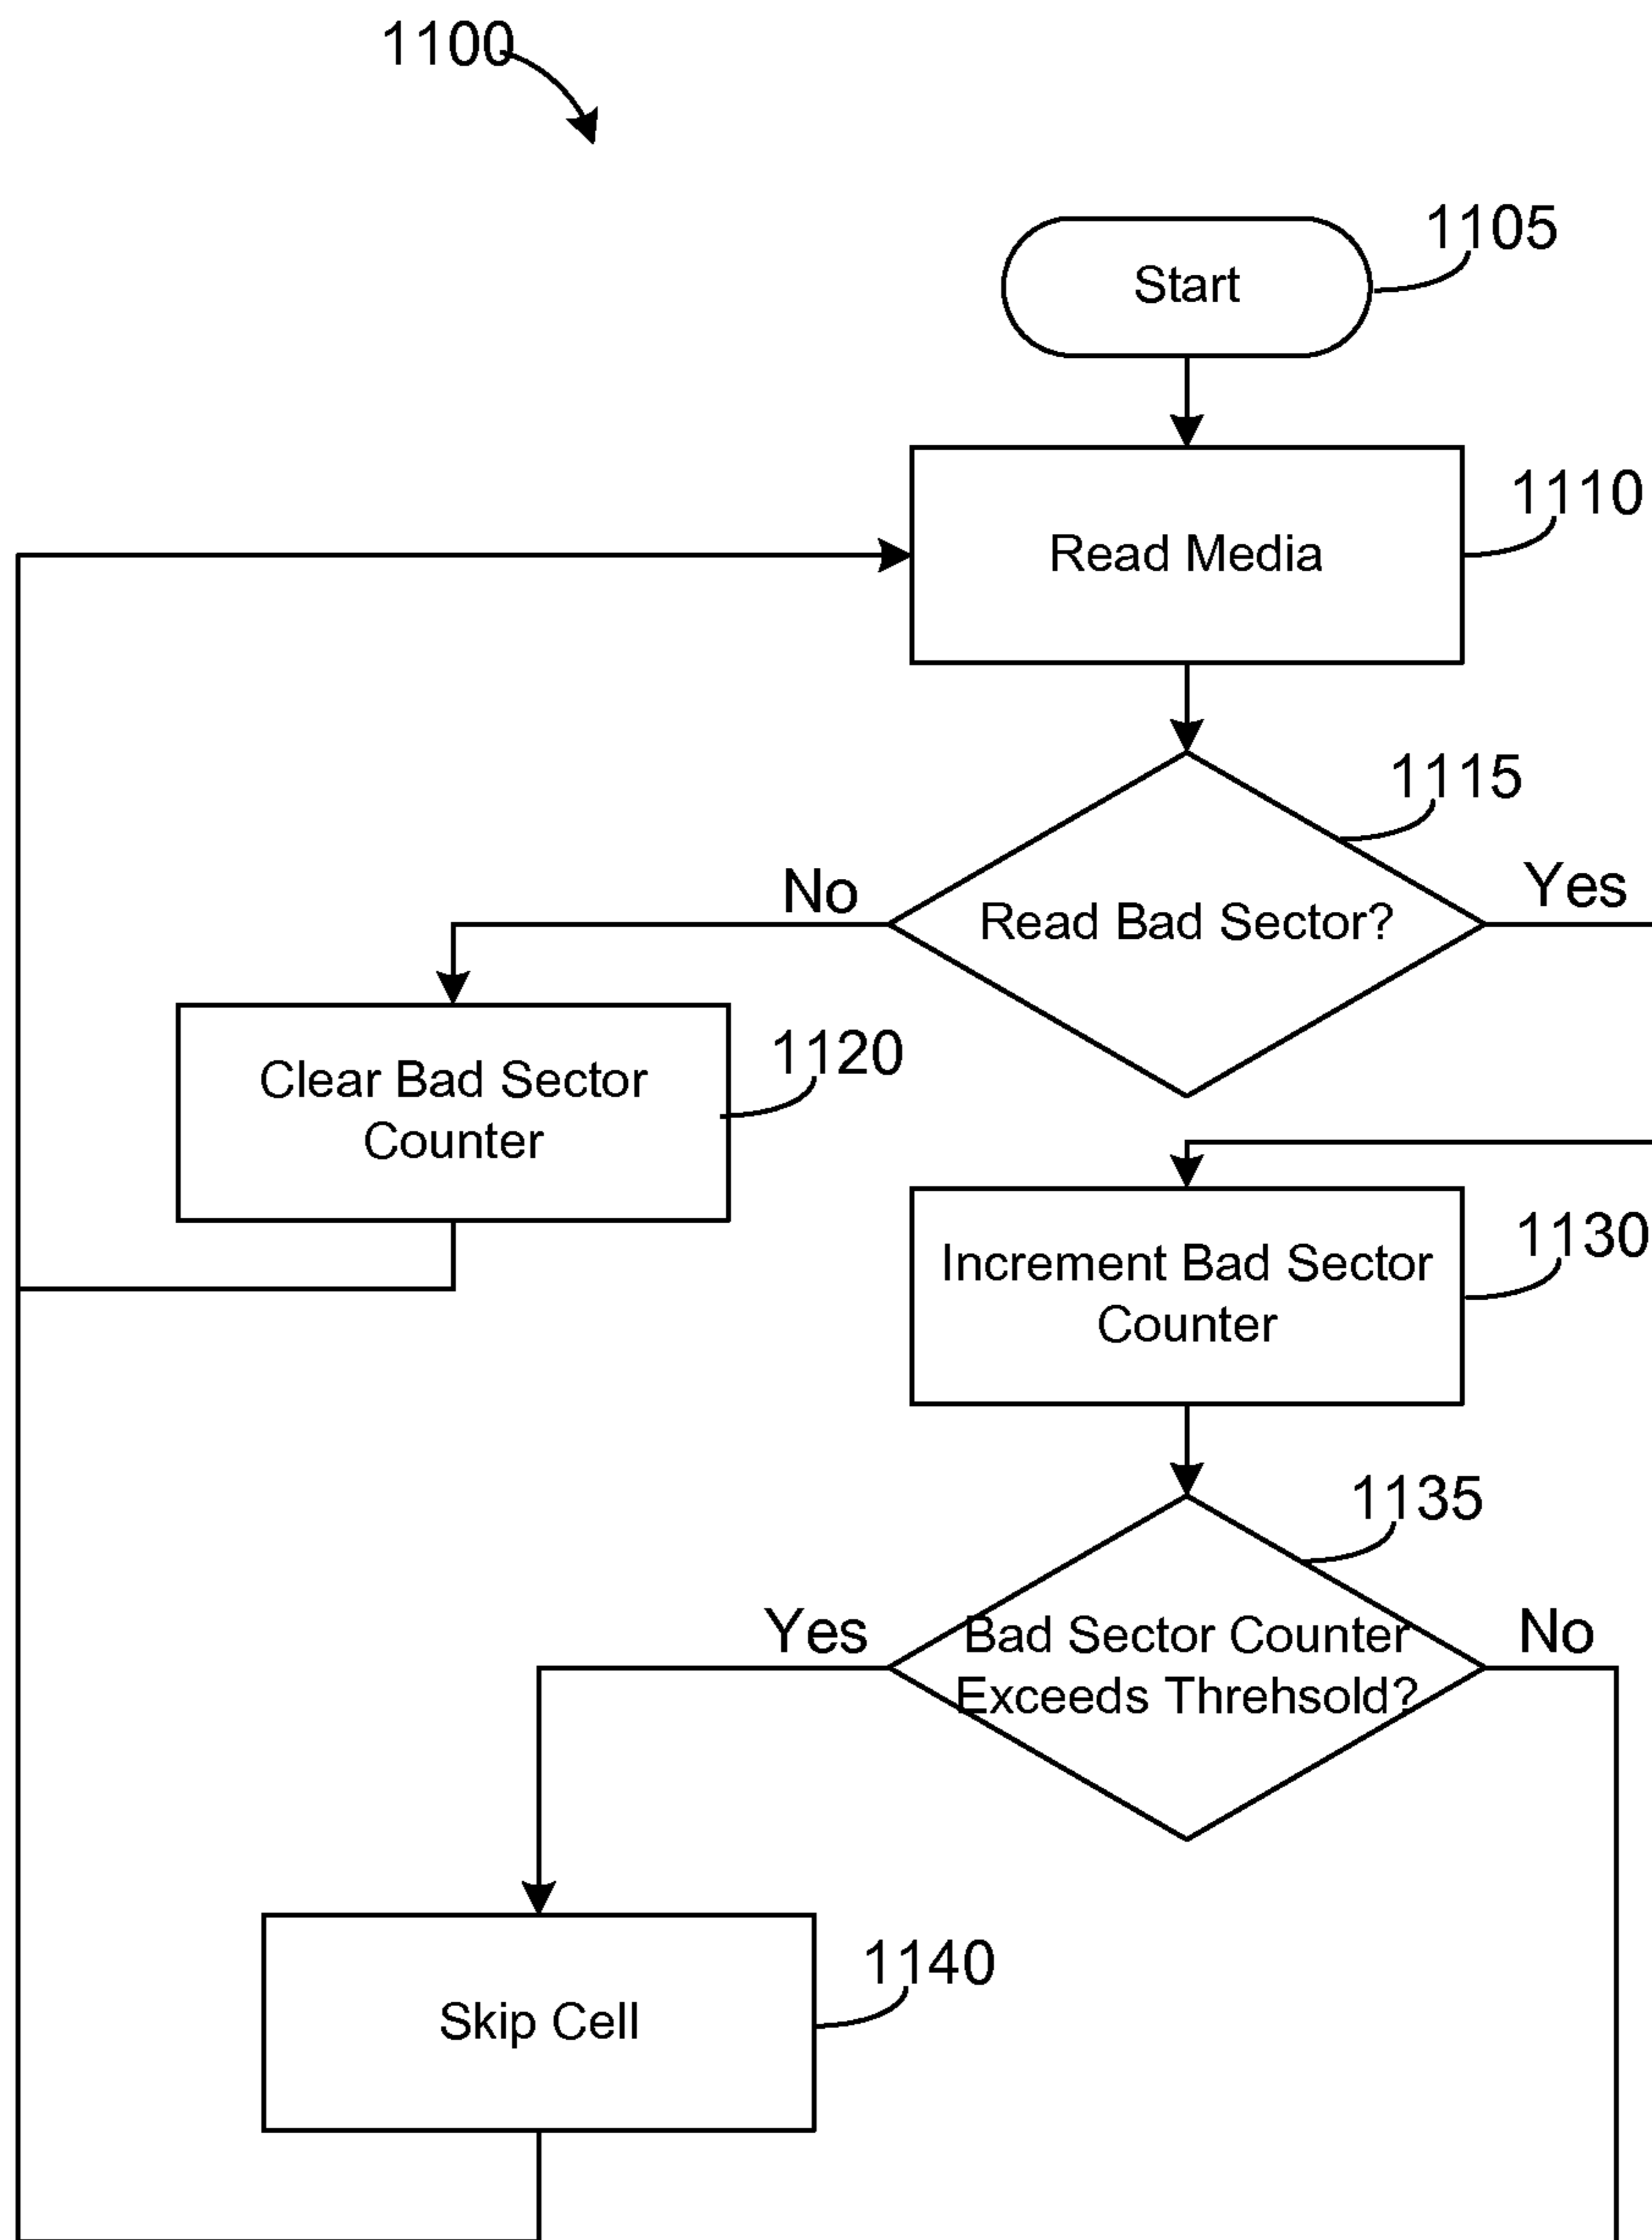 1100
1105
Start
1110
Read Media
1115
No
Yes
Read Bad Sector?
1120
Clear Bad Sector
Counter
1130
Increment Bad Sector
Counter
1135
Yes
No
Bad Sector Counter
Exceeds Threhsold?
1140
Skip Cell